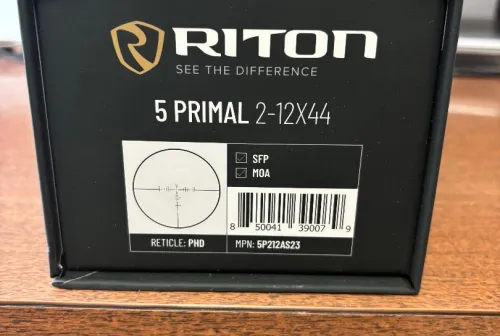 RITON
SEE THE DIFFERENCE
5 PRIMAL 2-12X44
SFP
MOA
8 50041 39007 9
RETICLE: PHD
MPN: 5P212AS23